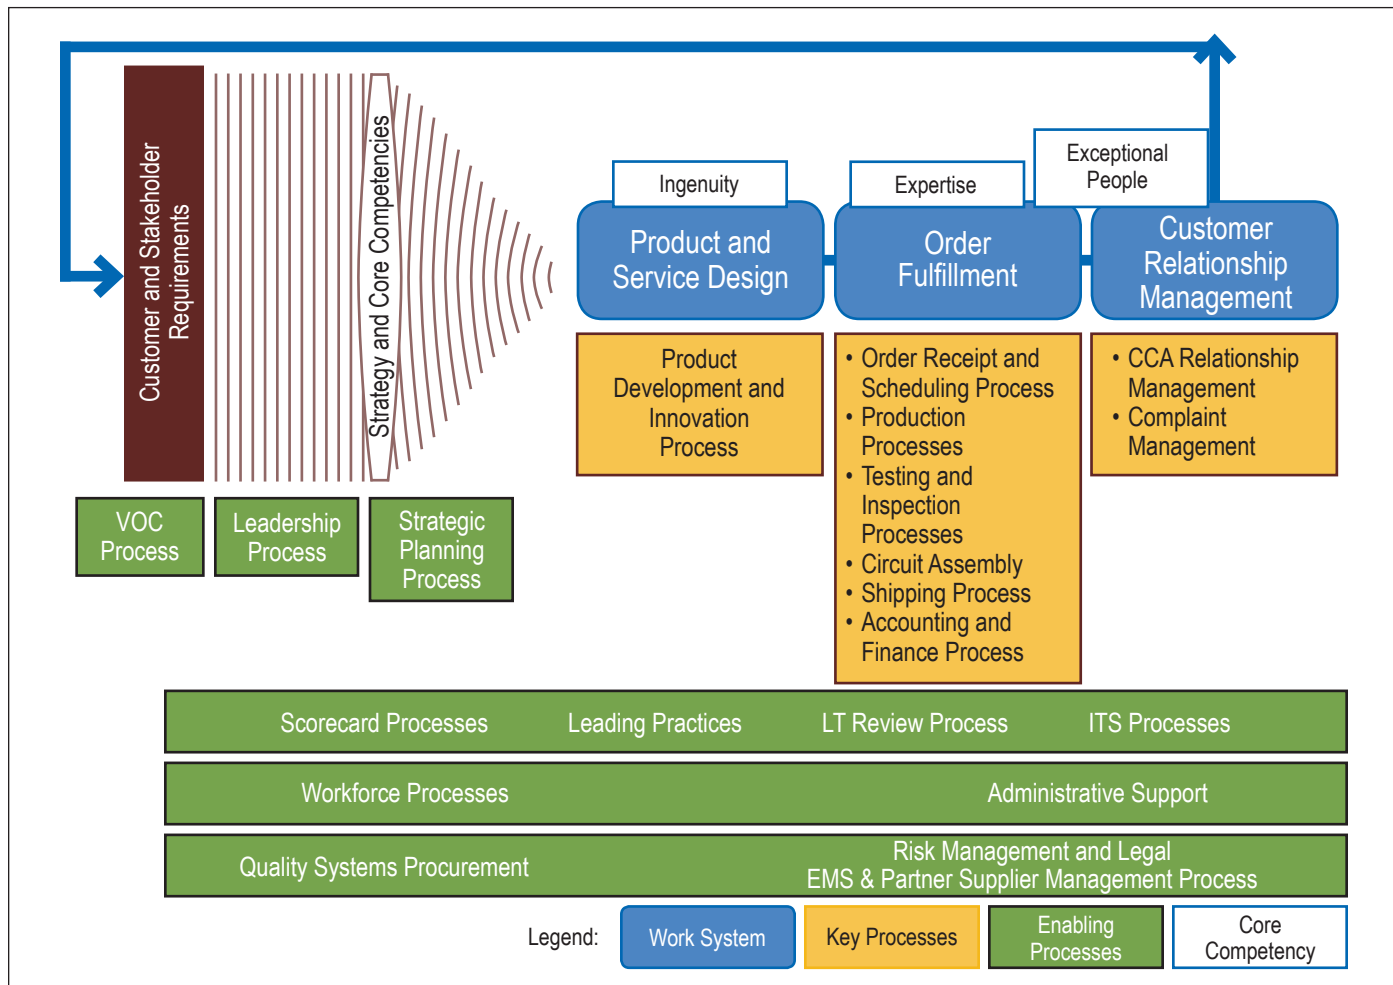 Customer and Stakeholder
Requirements
Strategy and Core Competencies
Ingenuity
Expertise
Exceptional
People
Product and
Service Design
Order
Fulfillment
Customer
Relationship
Management
Product
Development and
Innovation
Process
• Order Receipt and
Scheduling Process
• Production
Processes
• Testing and
Inspection
Processes
• Circuit Assembly
• Shipping Process
• Accounting and
Finance Process
• CCA Relationship
Management
• Complaint
Management
VOC
Process
Leadership
Process
Strategic
Planning
Process
Scorecard Processes Leading Practices LT Review Process ITS Processes
Workforce Processes Administrative Support
Quality Systems Procurement
Risk Management and Legal
EMS & Partner Supplier Management Process
Legend:
Work System
Key Processes
Enabling
Processes
Core
Competency